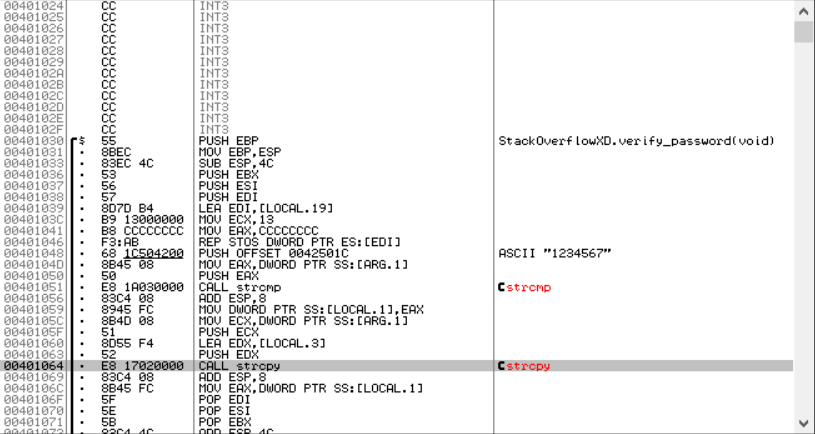 00401024 CC INT3
00401025 CC INT3
00401026 CC INT3
00401027 CC INT3
00401028 CC INT3
00401029 CC INT3
0040102A CC INT3
0040102B CC INT3
0040102C CC INT3
0040102D CC INT3
0040102E CC INT3
0040102F CC INT3
00401030 $ 55 PUSH EBP StackOverflowXD.verify_password(void)
00401031 . 8BEC MOV EBP,ESP
00401033 . 83EC 4C SUB ESP,4C
00401036 . 53 PUSH EBX
00401037 . 56 PUSH ESI
00401038 . 57 PUSH EDI
00401039 . 8D7D B4 LEA EDI,[LOCAL.19]
0040103C . B9 13000000 MOV ECX,13
00401041 . B8 CCCCCCCC MOV EAX,CCCCCCCC
00401046 . F3:AB REP STOS DWORD PTR ES:[EDI]
00401048 . 68 1C504200 PUSH OFFSET 0042501C ASCII "1234567"
0040104D . 8B45 08 MOV EAX,DWORD PTR SS:[ARG.1]
00401050 . 50 PUSH EAX
00401051 . E8 1A030000 CALL strcmp Cstrcmp
00401056 . 83C4 08 ADD ESP,8
00401059 . 8945 FC MOV DWORD PTR SS:[LOCAL.1],EAX
0040105C . 8B4D 08 MOV ECX,DWORD PTR SS:[ARG.1]
0040105F . 51 PUSH ECX
00401060 . 8D55 F4 LEA EDX,[LOCAL.3]
00401063 . 52 PUSH EDX
00401064 . E8 17020000 CALL strcpy Cstrcpy
00401069 . 83C4 08 ADD ESP,8
0040106C . 8B45 FC MOV EAX,DWORD PTR SS:[LOCAL.1]
0040106F . 5F POP EDI
00401070 . 5E POP ESI
00401071 . 5B POP EBX
00401072 . 83C4 4C ADD ESP,4C